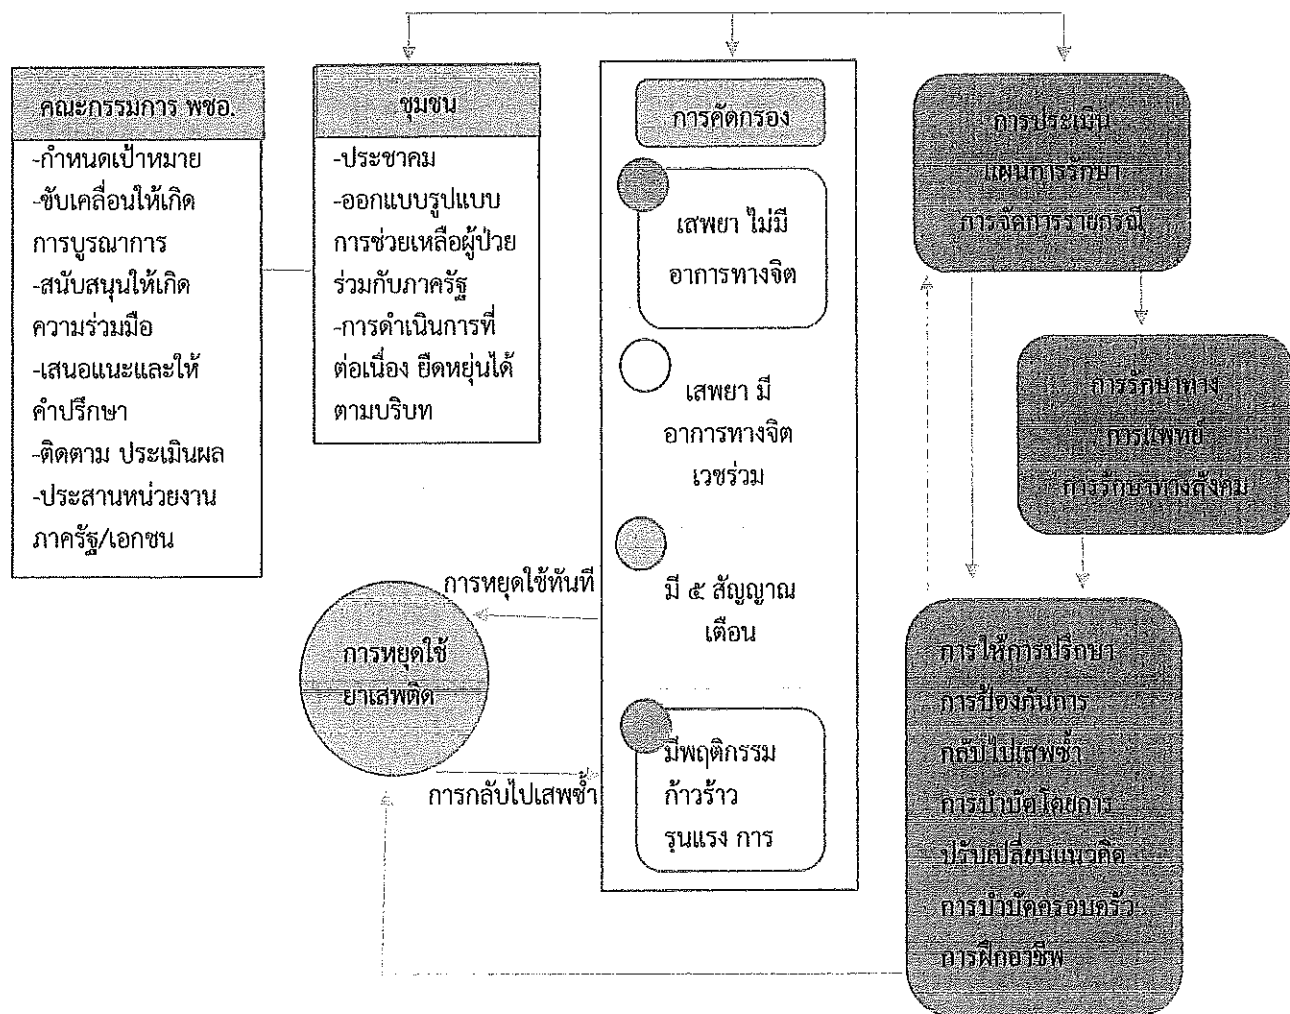 คณะกรรมการ พชอ.
-กำหนดเป้าหมาย
-ขับเคลื่อนให้เกิด
การบูรณาการ
-สนับสนุนให้เกิด
ความร่วมมือ
-เสนอแนะและให้
คำปรึกษา
-ติดตาม ประเมินผล
-ประสานหน่วยงาน
ภาครัฐ/เอกชน
ชุมชน
-ประชาคม
-ออกแบบรูปแบบ
การช่วยเหลือผู้ป่วย
ร่วมกับภาครัฐ
-การดำเนินการที่
ต่อเนื่อง ยืดหยุ่นได้
ตามบริบท
การคัดกรอง
เสพยา ไม่มี
อาการทางจิต
เสพยา มี
อาการทางจิต
เวชร่วม
มี ๕ สัญญาณ
เตือน
มีพฤติกรรม
ก้าวร้าว
รุนแรง การ
การหยุดใช้ทันที
การหยุดใช้
ยาเสพติด
การกลับไปเสพซ้ำ
การประเมิน
แผนการรักษา
การจัดการรายกรณี
การรักษาทาง
การแพทย์
การรักษาทางสังคม
การให้การปรึกษา
การป้องกันการ
กลับไปเสพซ้ำ
การบำบัดโดยการ
ปรับเปลี่ยนแนวคิด
การบำบัดครอบครัว
การฝึกอาชีพ